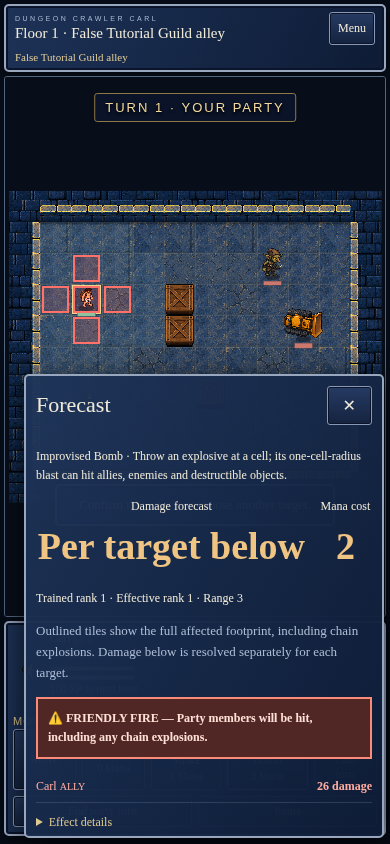 DUNGEON CRAWLER CARL
Floor 1 · False Tutorial Guild alley
Menu
False Tutorial Guild alley
TURN 1 · YOUR PARTY
Forecast
✕
Improvised Bomb · Throw an explosive at a cell; its one-cell-radius
blast can hit allies, enemies and destructible objects.
Damage forecast
Mana cost
Per target below
2
Trained rank 1 · Effective rank 1 · Range 3
Outlined tiles show the full affected footprint, including chain
explosions. Damage below is resolved separately for each
target.
⚠️ FRIENDLY FIRE — Party members will be hit,
including any chain explosions.
Carl ALLY
26 damage
▶ Effect details